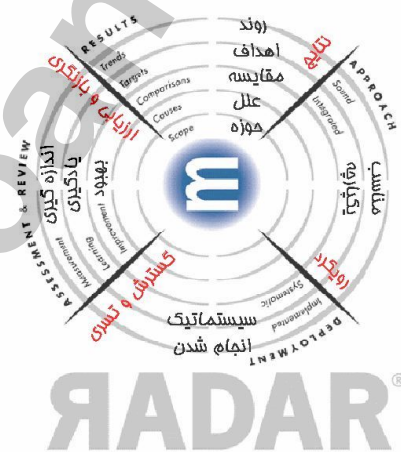 RESULTS
Trends
Targets
Comparisons
Causes
Scope
روند
اهداف
مقایسه
علل
حوزه
نتایج
APPROACH
Sound
Integrated
مناسب
یکپارچه
رویکرد
DEPLOYMENT
Systematic
Implemented
سیستماتیک
انجام شدن
گسترش و تسری
ASSESSMENT & REVIEW
Measurement
Learning
Improvement
اندازه گیری
یادگیری
بهبود
ارزیابی و بازنگری
m
RADAR®